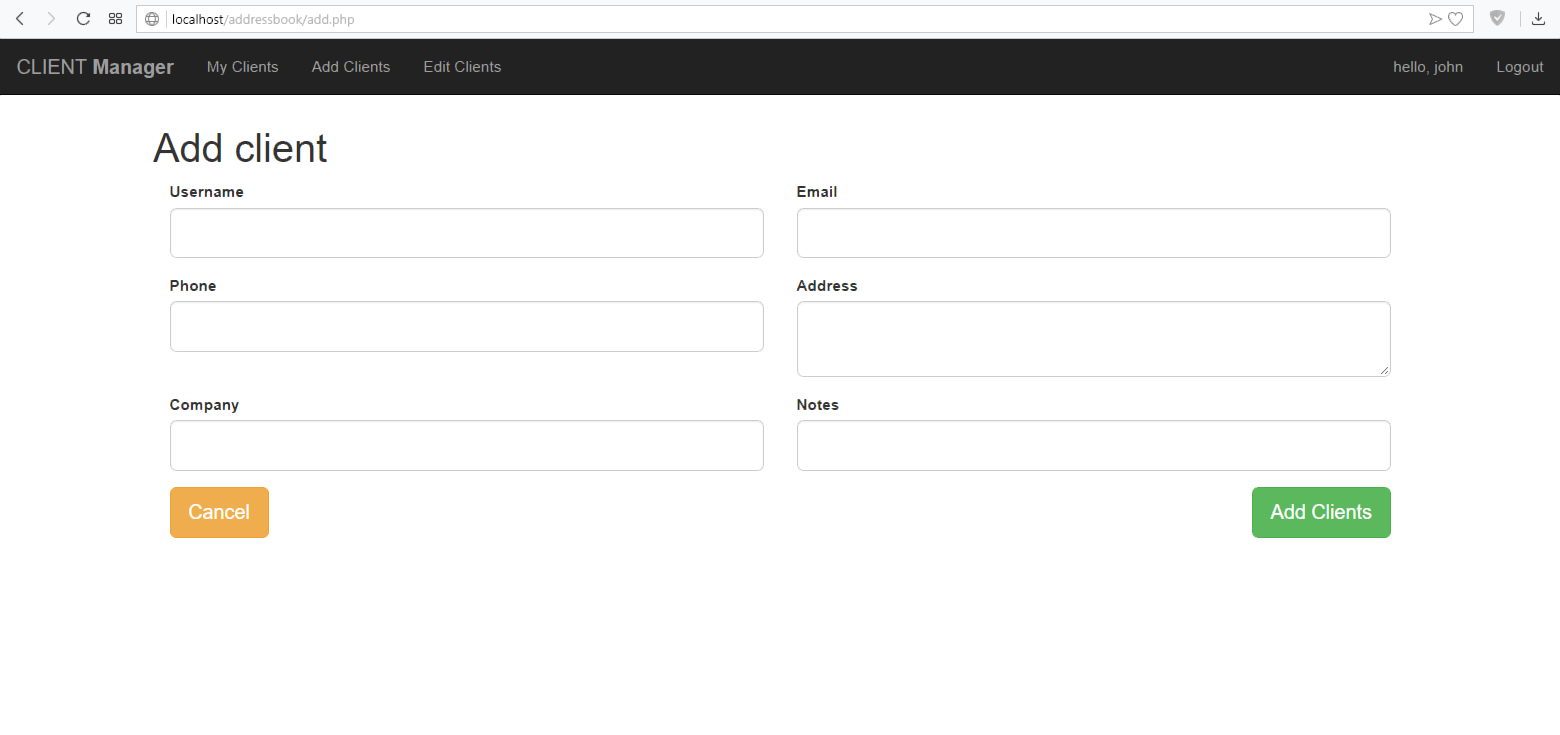 localhost/addressbook/add.php
CLIENT Manager My Clients Add Clients Edit Clients hello, john Logout
Add client
Username Email
Phone Address
Company Notes
Cancel Add Clients